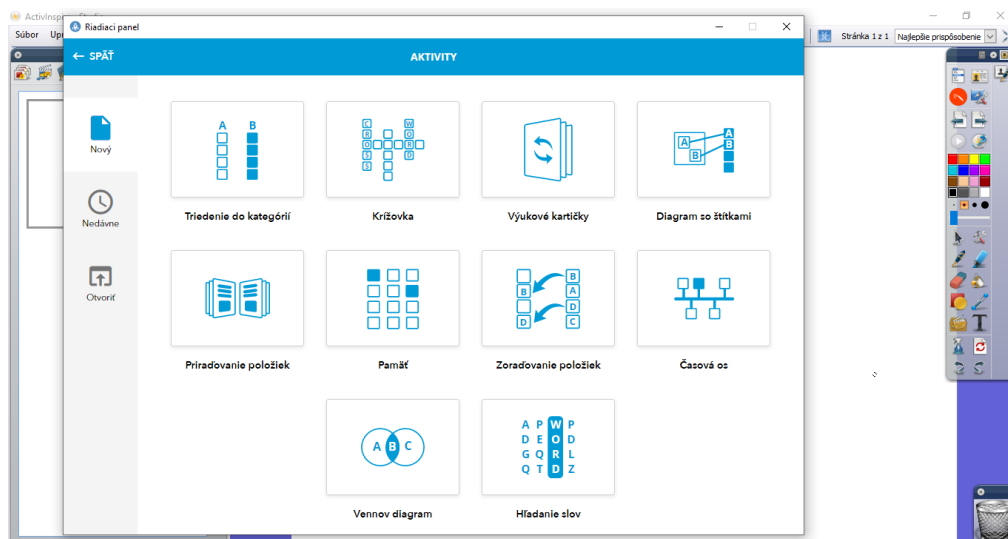 ActivInspi
Riadiaci panel
Súbor
Stránka 1 z 1
Najlepšie prispôsobenie
← SPÄŤ
AKTIVITY
Nový
Nedávne
Otvoriť
A B
Triedenie do kategórií
C W
R O
O R
S D
S
Krížovka
Výukové kartičky
A A
B B
Diagram so štítkami
Priraďovanie položiek
Pamäť
B
B A
D
D C
Zoraďovanie položiek
Časová os
A B C
Vennov diagram
A P W P
D E O D
G Q R L
Q T D Z
Hľadanie slov
T